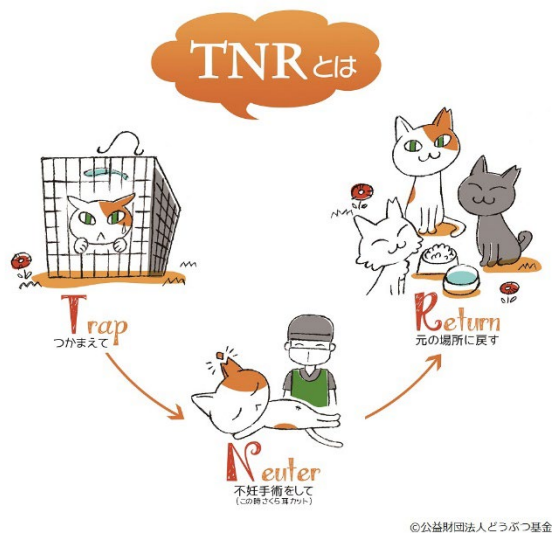 TNRとは
Trap
つかまえて
Neuter
不妊手術をして
(この時さくら耳カット)
Return
元の場所に戻す
©公益財団法人どうぶつ基金